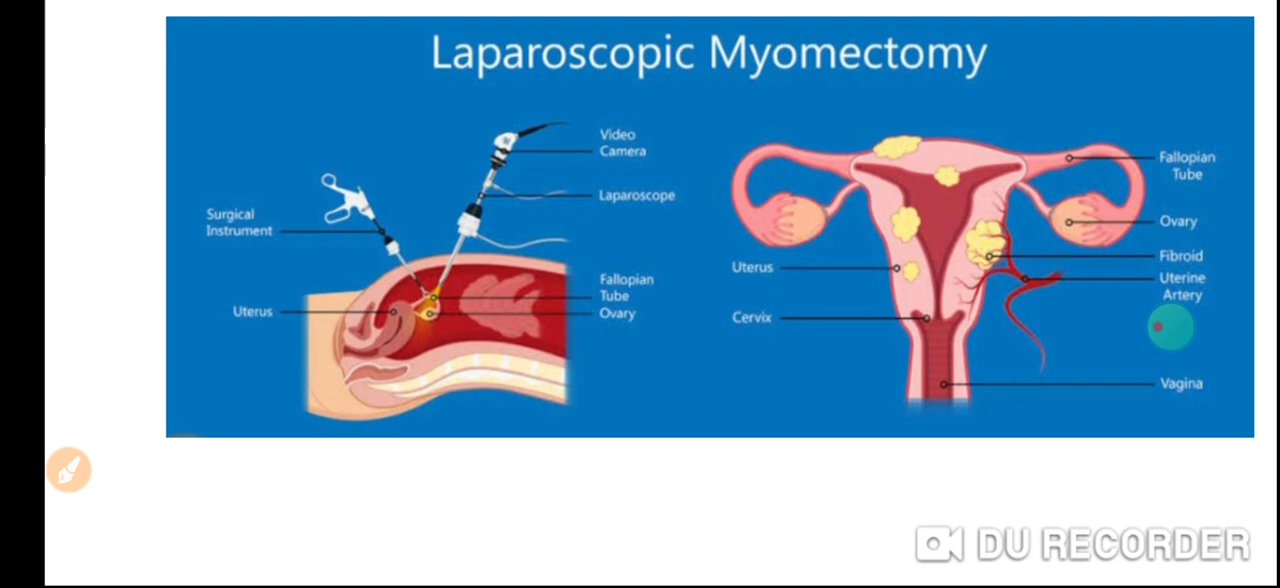 Laparoscopic Myomectomy
Video
Camera
Laparoscope
Surgical
Instrument
Fallopian
Tube
Uterus
Ovary
Fallopian
Tube
Ovary
Fibroid
Uterus
Uterine
Artery
Cervix
Vagina
DU RECORDER